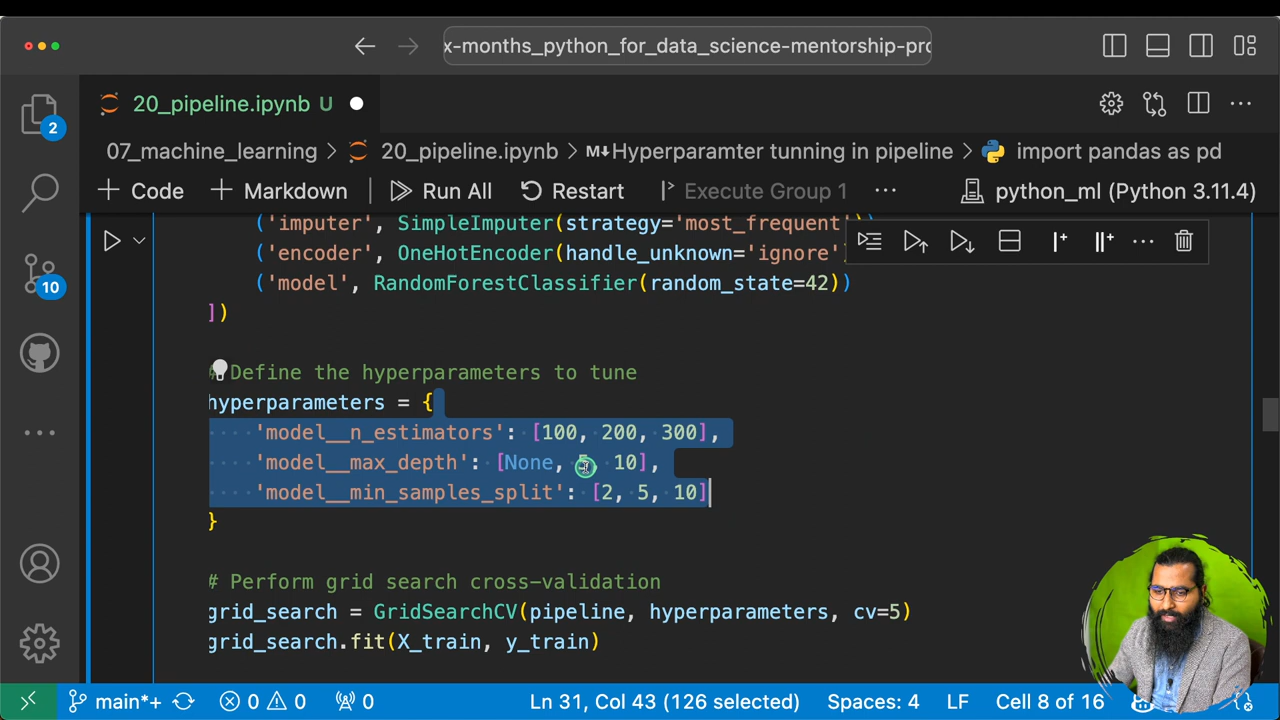 x-months_python_for_data_science-mentorship-pro
20_pipeline.ipynb U
2
07_machine_learning > 20_pipeline.ipynb > M↓Hyperparamter tunning in pipeline > import pandas as pd
+ Code + Markdown | Run All Restart Execute Group 1 ··· python_ml (Python 3.11.4)
('imputer', SimpleImputer(strategy='most_frequent'))
('encoder', OneHotEncoder(handle_unknown='ignore')
('model', RandomForestClassifier(random_state=42))
])
10
# Define the hyperparameters to tune
hyperparameters = {
'model__n_estimators': [100, 200, 300],
'model__max_depth': [None, 5, 10],
'model__min_samples_split': [2, 5, 10]
}
# Perform grid search cross-validation
grid_search = GridSearchCV(pipeline, hyperparameters, cv=5)
grid_search.fit(X_train, y_train)
main*+ 0 0 0 Ln 31, Col 43 (126 selected) Spaces: 4 LF Cell 8 of 16